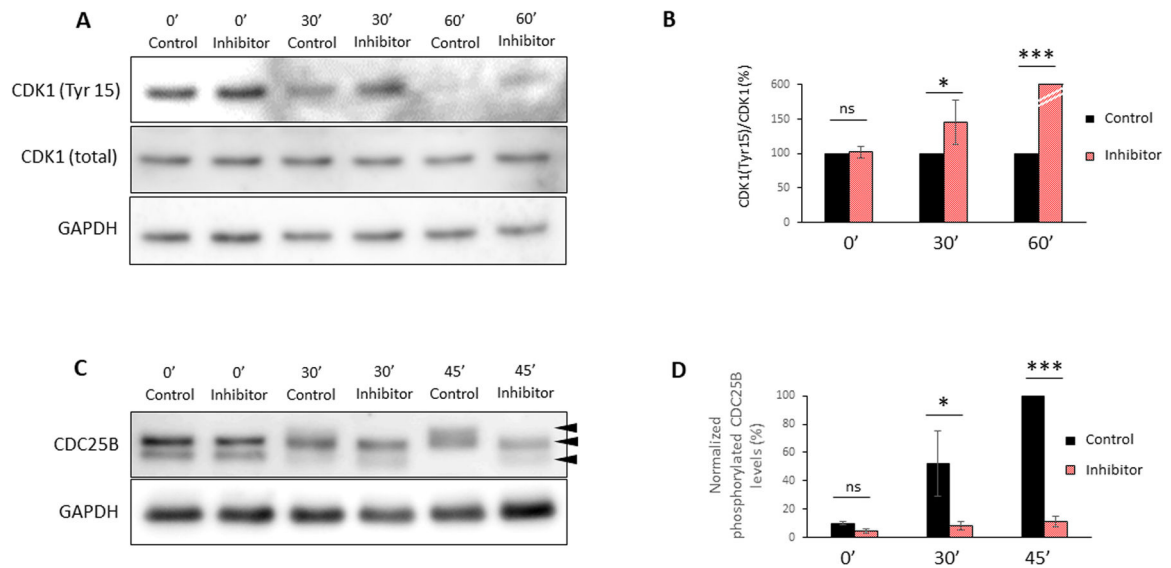 A
0’ 0’ 30’ 30’ 60’ 60’
Control Inhibitor Control Inhibitor Control Inhibitor
CDK1 (Tyr 15)
CDK1 (total)
GAPDH
B
CDK1(Tyr15)/CDK1(%)
600
150
100
50
0
ns
*
***
0’ 30’ 60’
Control
Inhibitor
C
0’ 0’ 30’ 30’ 45’ 45’
Control Inhibitor Control Inhibitor Control Inhibitor
CDC25B
GAPDH
D
Normalized
phosphorylated CDC25B
levels (%)
100
80
60
40
20
0
ns
*
***
0’ 30’ 45’
Control
Inhibitor